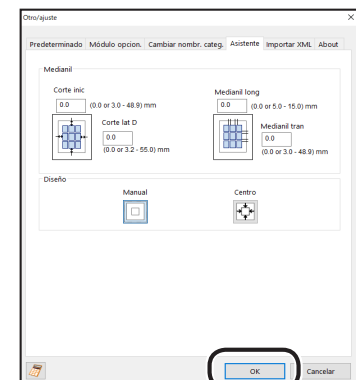 Otro/ajuste
Predeterminado Módulo opcion. Cambiar nombr. categ. Asistente Importar XML About
Medianil
Corte inic
0.0 (0.0 or 3.0 - 48.9) mm
Corte lat D
0.0
(0.0 or 3.2 - 55.0) mm
Medianil long
0.0 (0.0 or 5.0 - 15.0) mm
Medianil tran
0.0
(0.0 or 3.0 - 48.9) mm
Diseño
Manual Centro
OK Cancelar